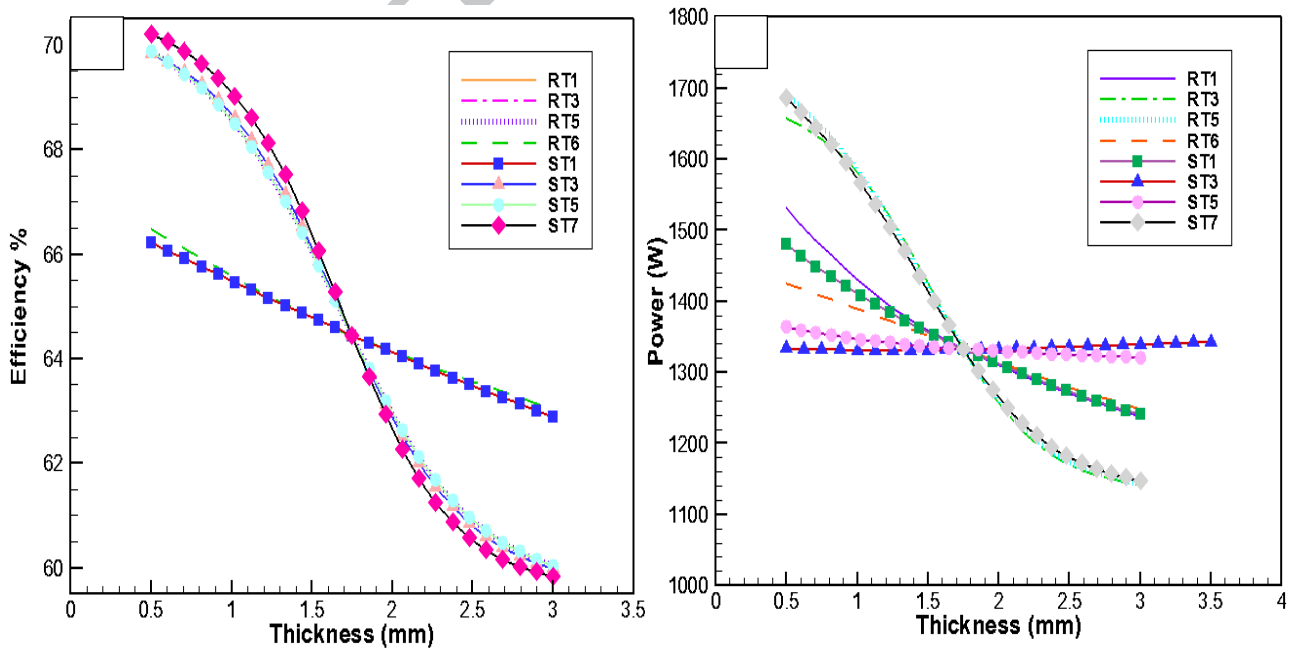 70
68
66
64
62
60
0
0.5
1
1.5
2
2.5
3
3.5
Efficiency %
Thickness (mm)
RT1
RT3
RT5
RT6
ST1
ST3
ST5
ST7
1800
1700
1600
1500
1400
1300
1200
1100
1000
0
0.5
1
1.5
2
2.5
3
3.5
4
Power (W)
Thickness (mm)
RT1
RT3
RT5
RT6
ST1
ST3
ST5
ST7